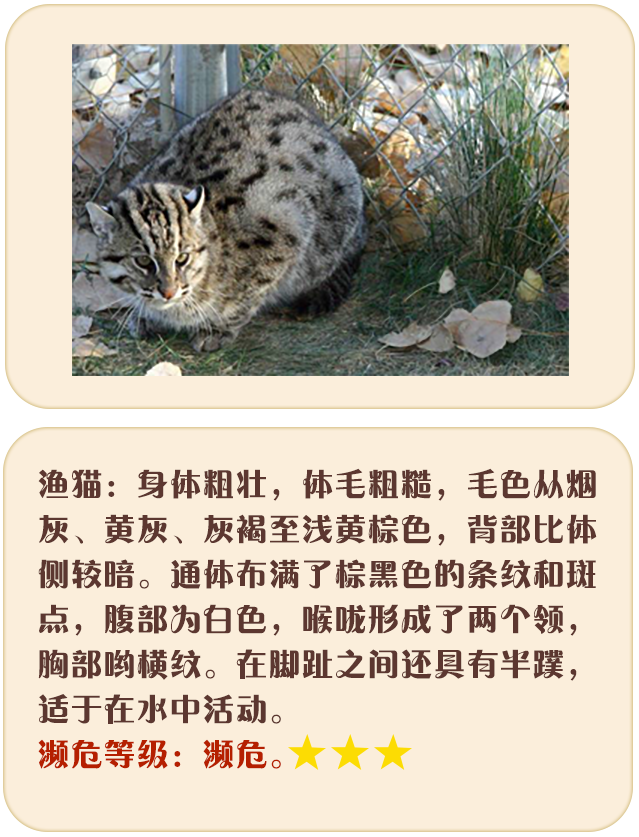 渔猫：身体粗壮，体毛粗糙，毛色从烟
灰、黄灰、灰褐至浅黄棕色，背部比体
侧较暗。通体布满了棕黑色的条纹和斑
点，腹部为白色，喉咙形成了两个领，
胸部哟横纹。在脚趾之间还具有半蹼，
适于在水中活动。
濒危等级：濒危。★★★